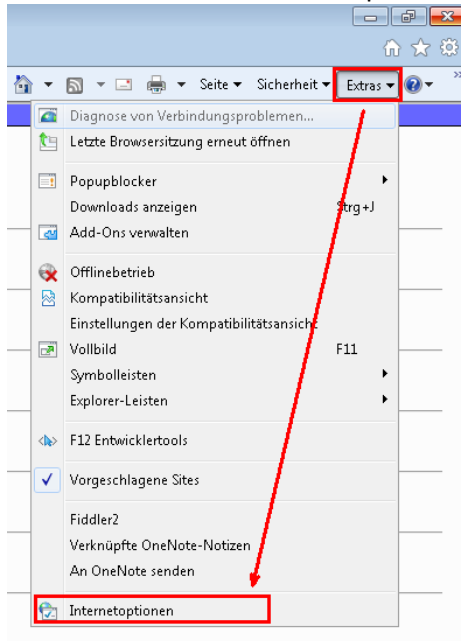 Seite Sicherheit Extras
Diagnose von Verbindungsproblemen...
Letzte Browsersitzung erneut öffnen
Popupblocker
Downloads anzeigen Strg+J
Add-Ons verwalten
Offlinebetrieb
Kompatibilitätsansicht
Einstellungen der Kompatibilitätsansicht
Vollbild F11
Symbolleisten
Explorer-Leisten
F12 Entwicklertools
Vorgeschlagene Sites
Fiddler2
Verknüpfte OneNote-Notizen
An OneNote senden
Internetoptionen